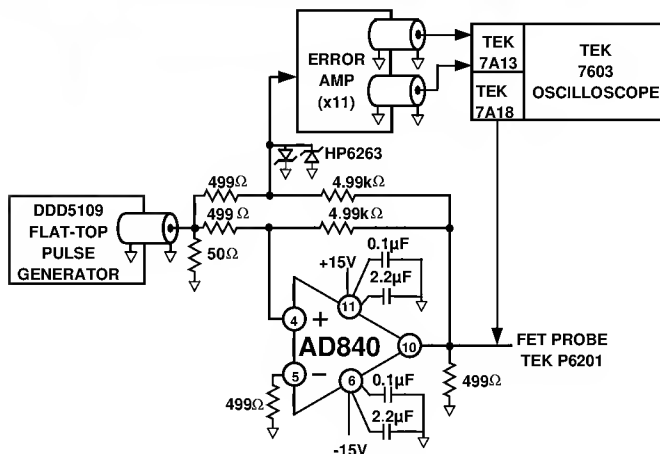 ERROR
AMP
(x11)
TEK
7A13
TEK
7A18
TEK
7603
OSCILLOSCOPE
HP6263
499Ω
4.99kΩ
499Ω
4.99kΩ
DDD5109
FLAT-TOP
PULSE
GENERATOR
50Ω
0.1µF
+15V
2.2µF
11
4
+
AD840
10
5
−
6
FET PROBE
TEK P6201
499Ω
0.1µF
499Ω
2.2µF
-15V